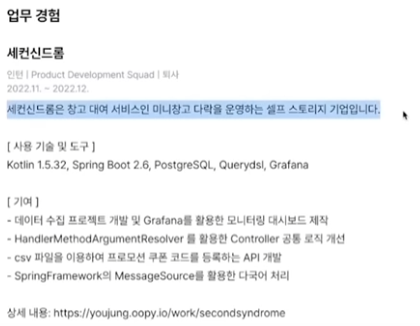 업무 경험
세컨신드롬
인턴 | Product Development Squad | 퇴사
2022.11. ~ 2022.12.
세컨신드롬은 창고 대여 서비스인 미니창고 다락을 운영하는 셀프 스토리지 기업입니다.
[ 사용 기술 및 도구 ]
Kotlin 1.5.32, Spring Boot 2.6, PostgreSQL, Querydsl, Grafana
[ 기여 ]
- 데이터 수집 프로젝트 개발 및 Grafana를 활용한 모니터링 대시보드 제작
- HandlerMethodArgumentResolver 를 활용한 Controller 공통 로직 개선
- csv 파일을 이용하여 프로모션 쿠폰 코드를 등록하는 API 개발
- SpringFramework의 MessageSource를 활용한 다국어 처리
상세 내용: https://youjung.oopy.io/work/secondsyndrome